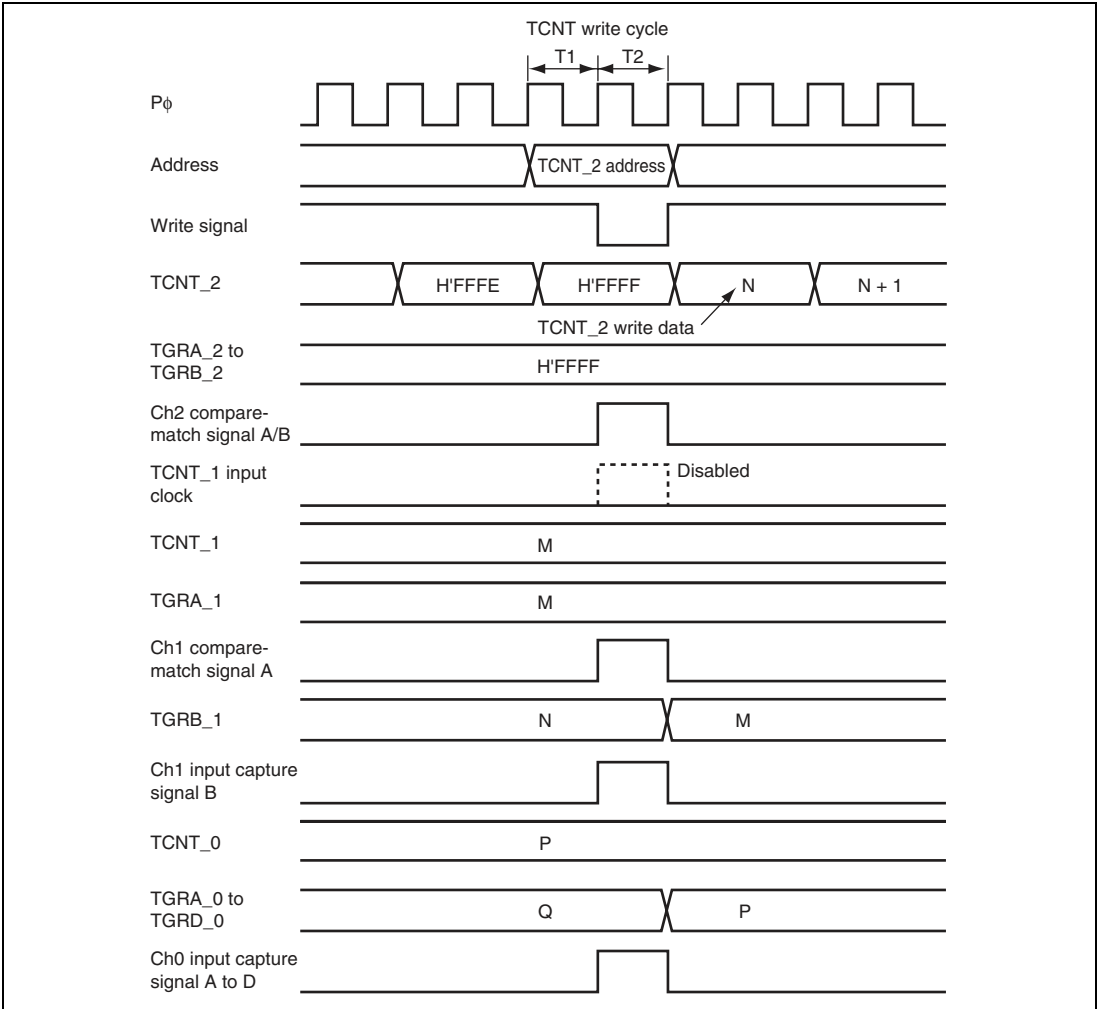 TCNT write cycle
T1 T2
Pϕ
Address
TCNT_2 address
Write signal
TCNT_2
H'FFFE H'FFFF N N + 1
TCNT_2 write data
TGRA_2 to
TGRB_2
H'FFFF
Ch2 compare-
match signal A/B
TCNT_1 input
clock
Disabled
TCNT_1
M
TGRA_1
M
Ch1 compare-
match signal A
TGRB_1
N M
Ch1 input capture
signal B
TCNT_0
P
TGRA_0 to
TGRD_0
Q P
Ch0 input capture
signal A to D